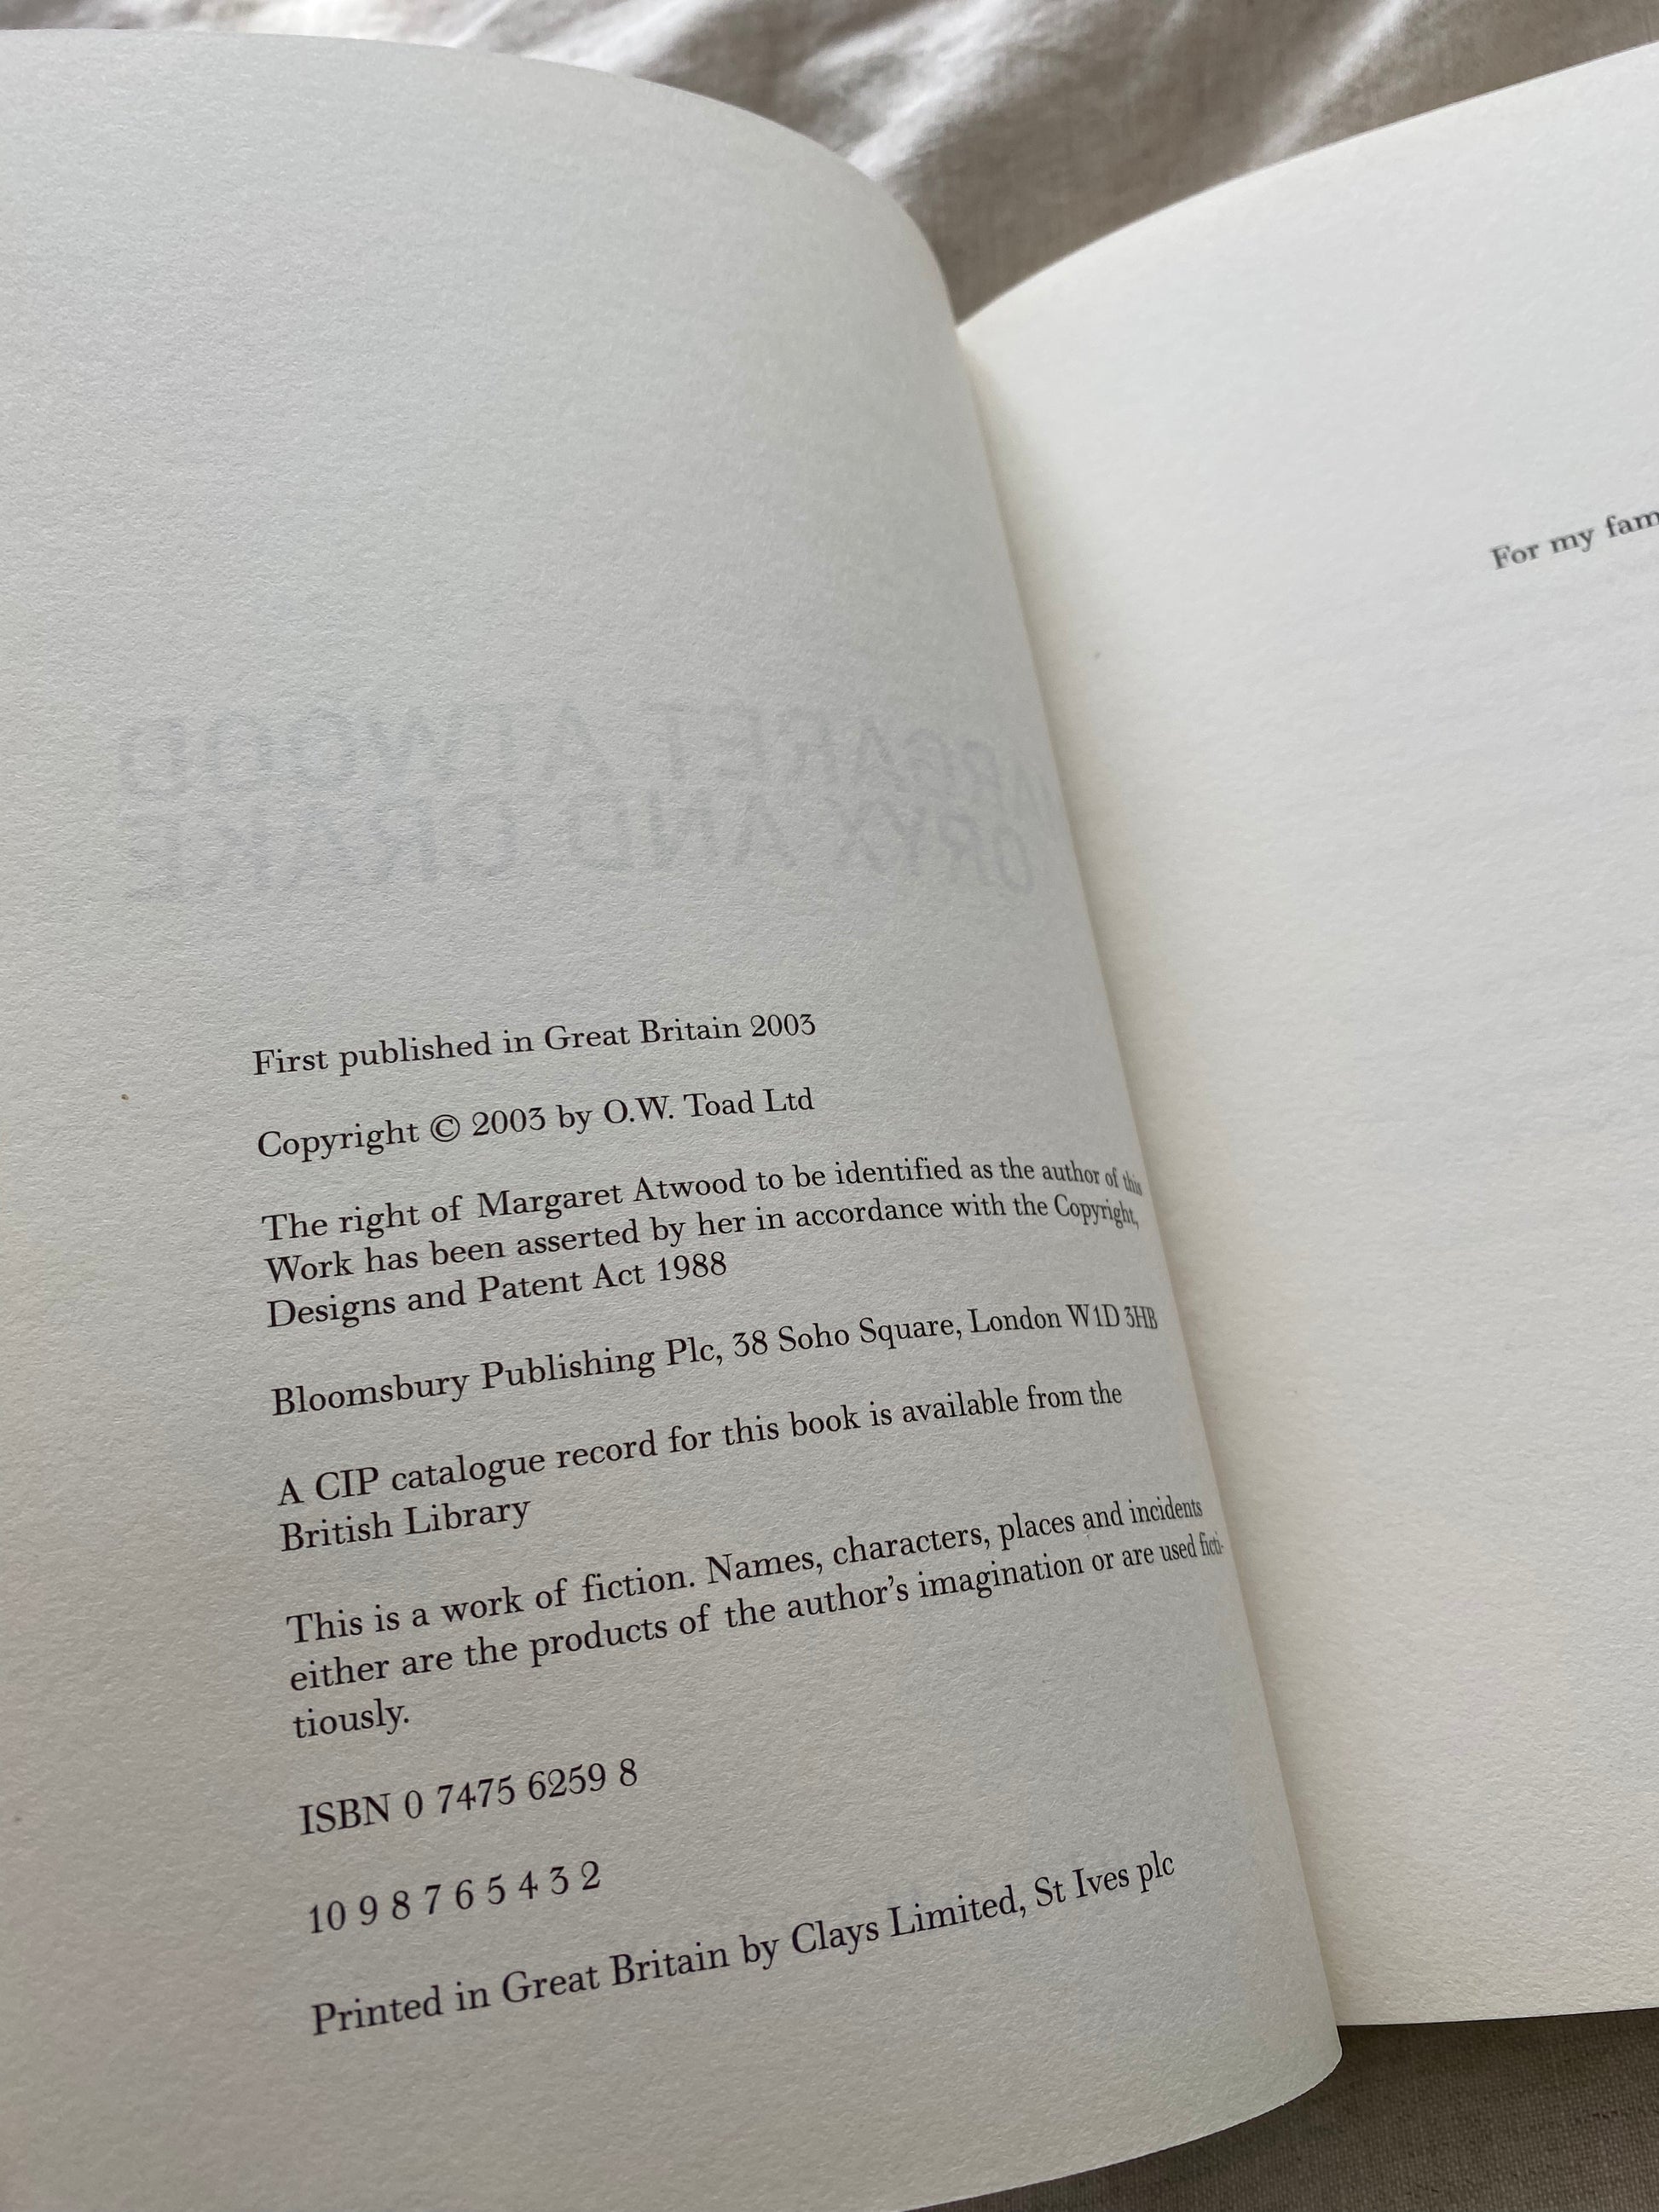 MARGARET ATWOOD
ORYX AND CRAKE
First published in Great Britain 2003
Copyright © 2003 by O.W. Toad Ltd
The right of Margaret Atwood to be identified as the author of this
Work has been asserted by her in accordance with the Copyright,
Designs and Patent Act 1988
Bloomsbury Publishing Plc, 38 Soho Square, London W1D 3HB
A CIP catalogue record for this book is available from the
British Library
This is a work of fiction. Names, characters, places and incidents
either are the products of the author's imagination or are used ficti-
tiously.
ISBN 0 7475 6259 8
10 9 8 7 6 5 4 3 2
Printed in Great Britain by Clays Limited, St Ives plc
For my fam